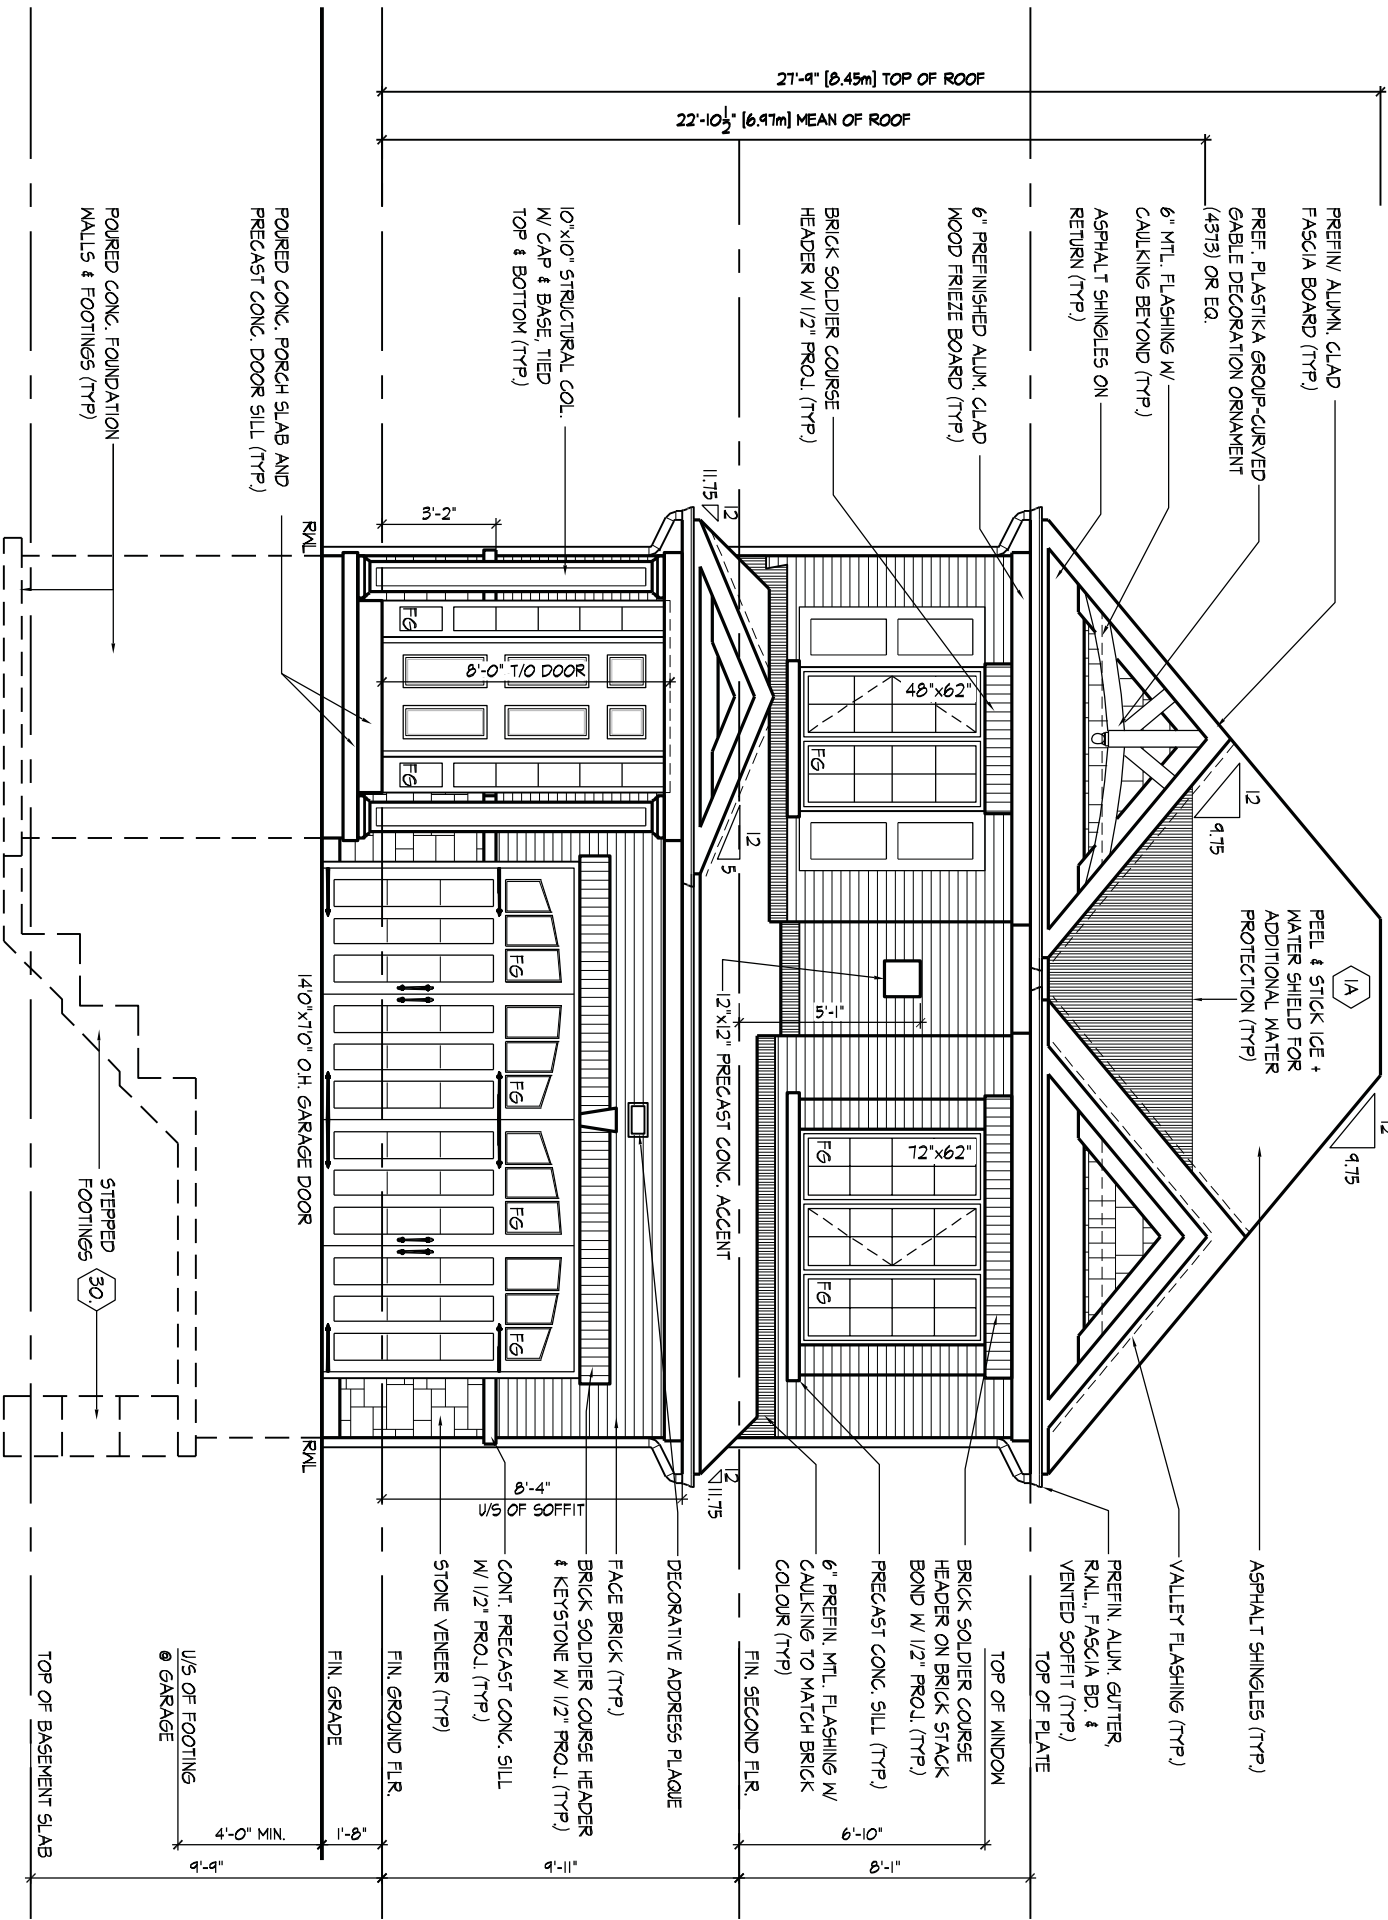 27'-9" [8.45m] TOP OF ROOF
22'-10½" [6.97m] MEAN OF ROOF
PREFIN/ ALUMN. CLAD
FASCIA BOARD (TYP.)
PREF. PLASTIKA GROUP-CURVED
GABLE DECORATION ORNAMENT
(4373) OR EQ.
6" MTL. FLASHING W/
CAULKING BEYOND (TYP.)
ASPHALT SHINGLES ON
RETURN (TYP.)
6" PREFINISHED ALUM. CLAD
WOOD FRIEZE BOARD (TYP.)
BRICK SOLDIER COURSE
HEADER W/ 1/2" PROJ. (TYP.)
10"x10" STRUCTURAL COL.
W/ CAP & BASE, TIED
TOP & BOTTOM (TYP.)
POURED CONC. PORCH SLAB AND
PRECAST CONC. DOOR SILL (TYP.)
POURED CONC. FOUNDATION
WALLS & FOOTINGS (TYP)
1A
PEEL & STICK ICE +
WATER SHIELD FOR
ADDITIONAL WATER
PROTECTION (TYP)
12
9.75
12
9.75
48"x62"
FG
72"x62"
FG
FG
5'-1"
12"x12" PRECAST CONC. ACCENT
12
11.75
12
5
12
11.75
3'-2"
8'-0" T/O DOOR
FG
FG
FG
FG
FG
FG
8'-4"
U/S OF SOFFIT
RWL
14'0"x7'0" O.H. GARAGE DOOR
RWL
STEPPED
FOOTINGS
30.
ASPHALT SHINGLES (TYP.)
VALLEY FLASHING (TYP.)
PREFIN. ALUM. GUTTER,
R.W.L., FASCIA BD. &
VENTED SOFFIT (TYP.)
TOP OF PLATE
TOP OF WINDOW
BRICK SOLDIER COURSE
HEADER ON BRICK STACK
BOND W/ 1/2" PROJ. (TYP.)
PRECAST CONC. SILL (TYP.)
6" PREFIN. MTL. FLASHING W/
CAULKING TO MATCH BRICK
COLOUR (TYP)
FIN. SECOND FLR.
DECORATIVE ADDRESS PLAQUE
FACE BRICK (TYP.)
BRICK SOLDIER COURSE HEADER
& KEYSTONE W/ 1/2" PROJ. (TYP.)
CONT. PRECAST CONC. SILL
W/ 1/2" PROJ. (TYP.)
STONE VENEER (TYP)
FIN. GROUND FLR.
FIN. GRADE
U/S OF FOOTING
@ GARAGE
TOP OF BASEMENT SLAB
8'-1"
6'-10"
9'-11"
1'-8"
4'-0" MIN.
9'-9"